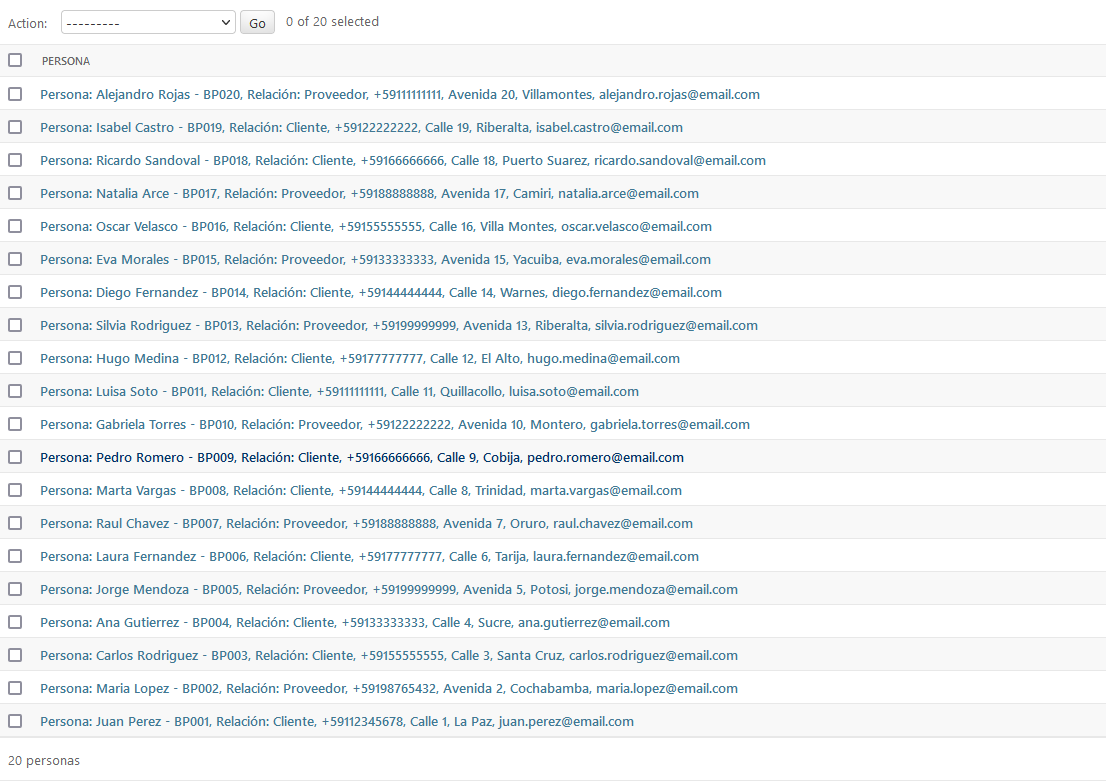 Action: --------- Go 0 of 20 selected
PERSONA
Persona: Alejandro Rojas - BP020, Relación: Proveedor, +59111111111, Avenida 20, Villamontes, alejandro.rojas@email.com
Persona: Isabel Castro - BP019, Relación: Cliente, +59122222222, Calle 19, Riberalta, isabel.castro@email.com
Persona: Ricardo Sandoval - BP018, Relación: Cliente, +59166666666, Calle 18, Puerto Suarez, ricardo.sandoval@email.com
Persona: Natalia Arce - BP017, Relación: Proveedor, +59188888888, Avenida 17, Camiri, natalia.arce@email.com
Persona: Oscar Velasco - BP016, Relación: Cliente, +59155555555, Calle 16, Villa Montes, oscar.velasco@email.com
Persona: Eva Morales - BP015, Relación: Proveedor, +59133333333, Avenida 15, Yacuiba, eva.morales@email.com
Persona: Diego Fernandez - BP014, Relación: Cliente, +59144444444, Calle 14, Warnes, diego.fernandez@email.com
Persona: Silvia Rodriguez - BP013, Relación: Proveedor, +59199999999, Avenida 13, Riberalta, silvia.rodriguez@email.com
Persona: Hugo Medina - BP012, Relación: Cliente, +59177777777, Calle 12, El Alto, hugo.medina@email.com
Persona: Luisa Soto - BP011, Relación: Cliente, +59111111111, Calle 11, Quillacollo, luisa.soto@email.com
Persona: Gabriela Torres - BP010, Relación: Proveedor, +59122222222, Avenida 10, Montero, gabriela.torres@email.com
Persona: Pedro Romero - BP009, Relación: Cliente, +59166666666, Calle 9, Cobija, pedro.romero@email.com
Persona: Marta Vargas - BP008, Relación: Cliente, +59144444444, Calle 8, Trinidad, marta.vargas@email.com
Persona: Raul Chavez - BP007, Relación: Proveedor, +59188888888, Avenida 7, Oruro, raul.chavez@email.com
Persona: Laura Fernandez - BP006, Relación: Cliente, +59177777777, Calle 6, Tarija, laura.fernandez@email.com
Persona: Jorge Mendoza - BP005, Relación: Proveedor, +59199999999, Avenida 5, Potosi, jorge.mendoza@email.com
Persona: Ana Gutierrez - BP004, Relación: Cliente, +59133333333, Calle 4, Sucre, ana.gutierrez@email.com
Persona: Carlos Rodriguez - BP003, Relación: Cliente, +59155555555, Calle 3, Santa Cruz, carlos.rodriguez@email.com
Persona: Maria Lopez - BP002, Relación: Proveedor, +59198765432, Avenida 2, Cochabamba, maria.lopez@email.com
Persona: Juan Perez - BP001, Relación: Cliente, +59112345678, Calle 1, La Paz, juan.perez@email.com
20 personas